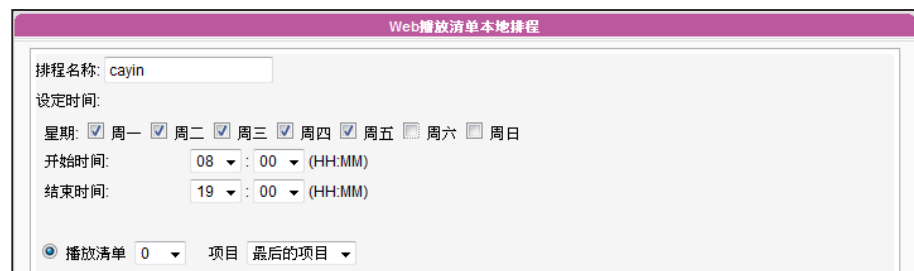 Web播放清单本地排程
排程名称: cayin
设定时间:
星期: 周一 周二 周三 周四 周五 周六 周日
开始时间: 08 : 00 (HH:MM)
结束时间: 19 : 00 (HH:MM)
播放清单 0 项目 最后的项目